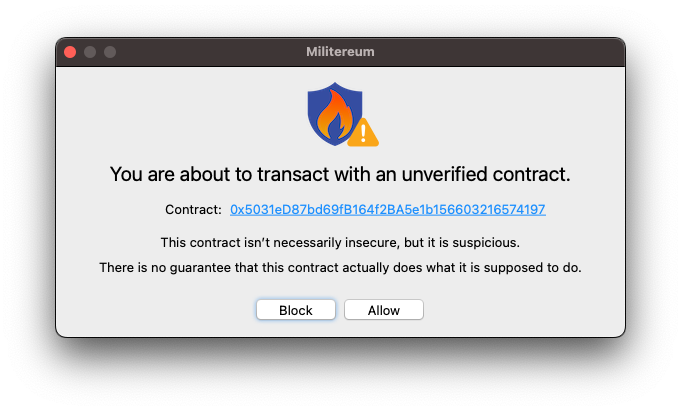 Militereum
You are about to transact with an unverified contract.
Contract: 0x5031eD87bd69fB164f2BA5e1b156603216574197
This contract isn’t necessarily insecure, but it is suspicious.
There is no guarantee that this contract actually does what it is supposed to do.
Block Allow